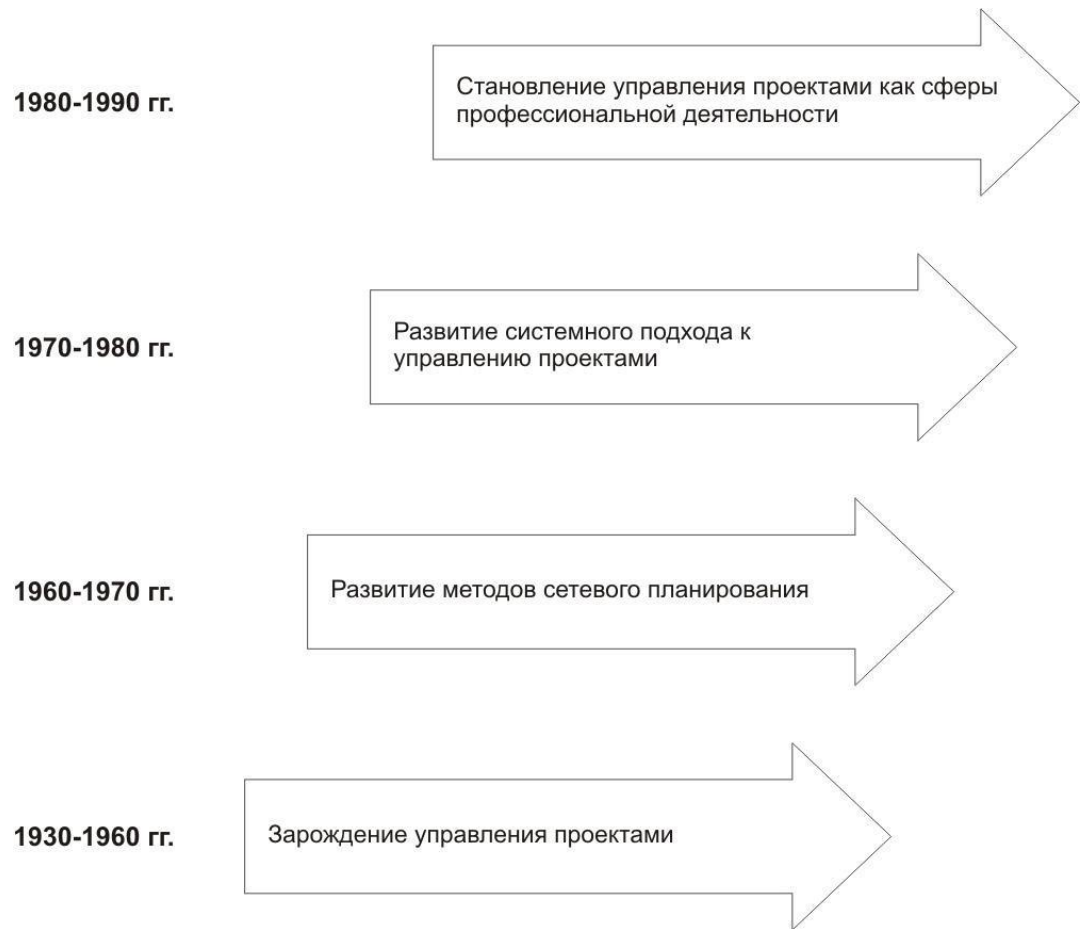 1980-1990 гг.
Становление управления проектами как сферы
профессиональной деятельности
1970-1980 гг.
Развитие системного подхода к
управлению проектами
1960-1970 гг.
Развитие методов сетевого планирования
1930-1960 гг.
Зарождение управления проектами